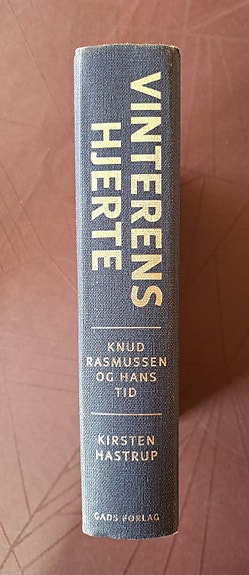 VINTERENS
HJERTE
KNUD
RASMUSSEN
OG HANS
TID
KIRSTEN
HASTRUP
GADS FORLAG